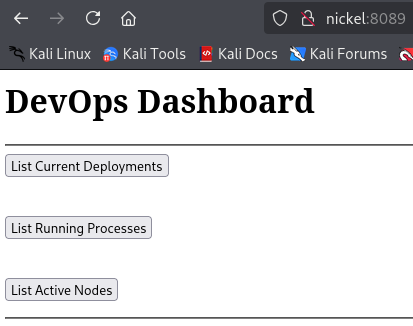 nickel:8089
Kali Linux Kali Tools Kali Docs Kali Forums
DevOps Dashboard
List Current Deployments
List Running Processes
List Active Nodes